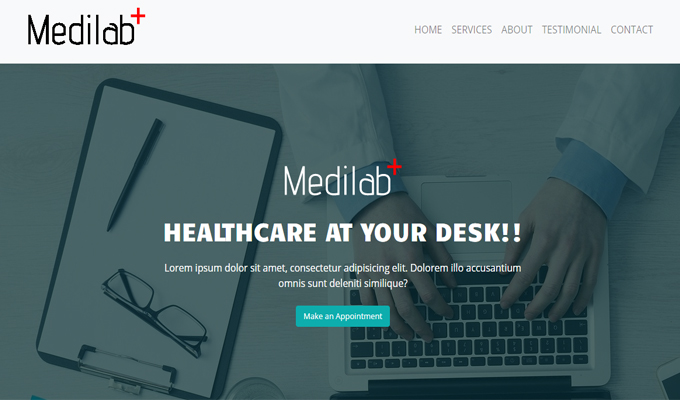 Medilab+
HOME SERVICES ABOUT TESTIMONIAL CONTACT
Medilab+
HEALTHCARE AT YOUR DESK!!
Lorem ipsum dolor sit amet, consectetur adipisicing elit. Dolorem illo accusantium
omnis sunt deleniti similique?
Make an Appointment